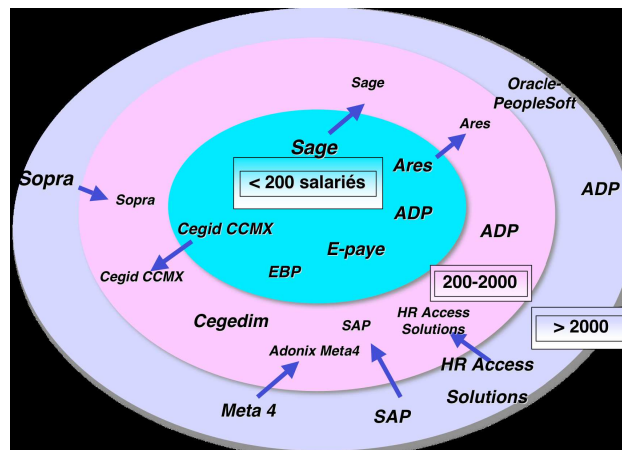 Sage
Oracle-
PeopleSoft
Ares
Sage
Ares
Sopra
< 200 salariés
ADP
Sopra
ADP
Cegid CCMX
ADP
E-paye
Cegid CCMX
EBP
200-2000
Cegedim
SAP
HR Access
Solutions
> 2000
Adonix Meta4
HR Access
Solutions
Meta 4
SAP